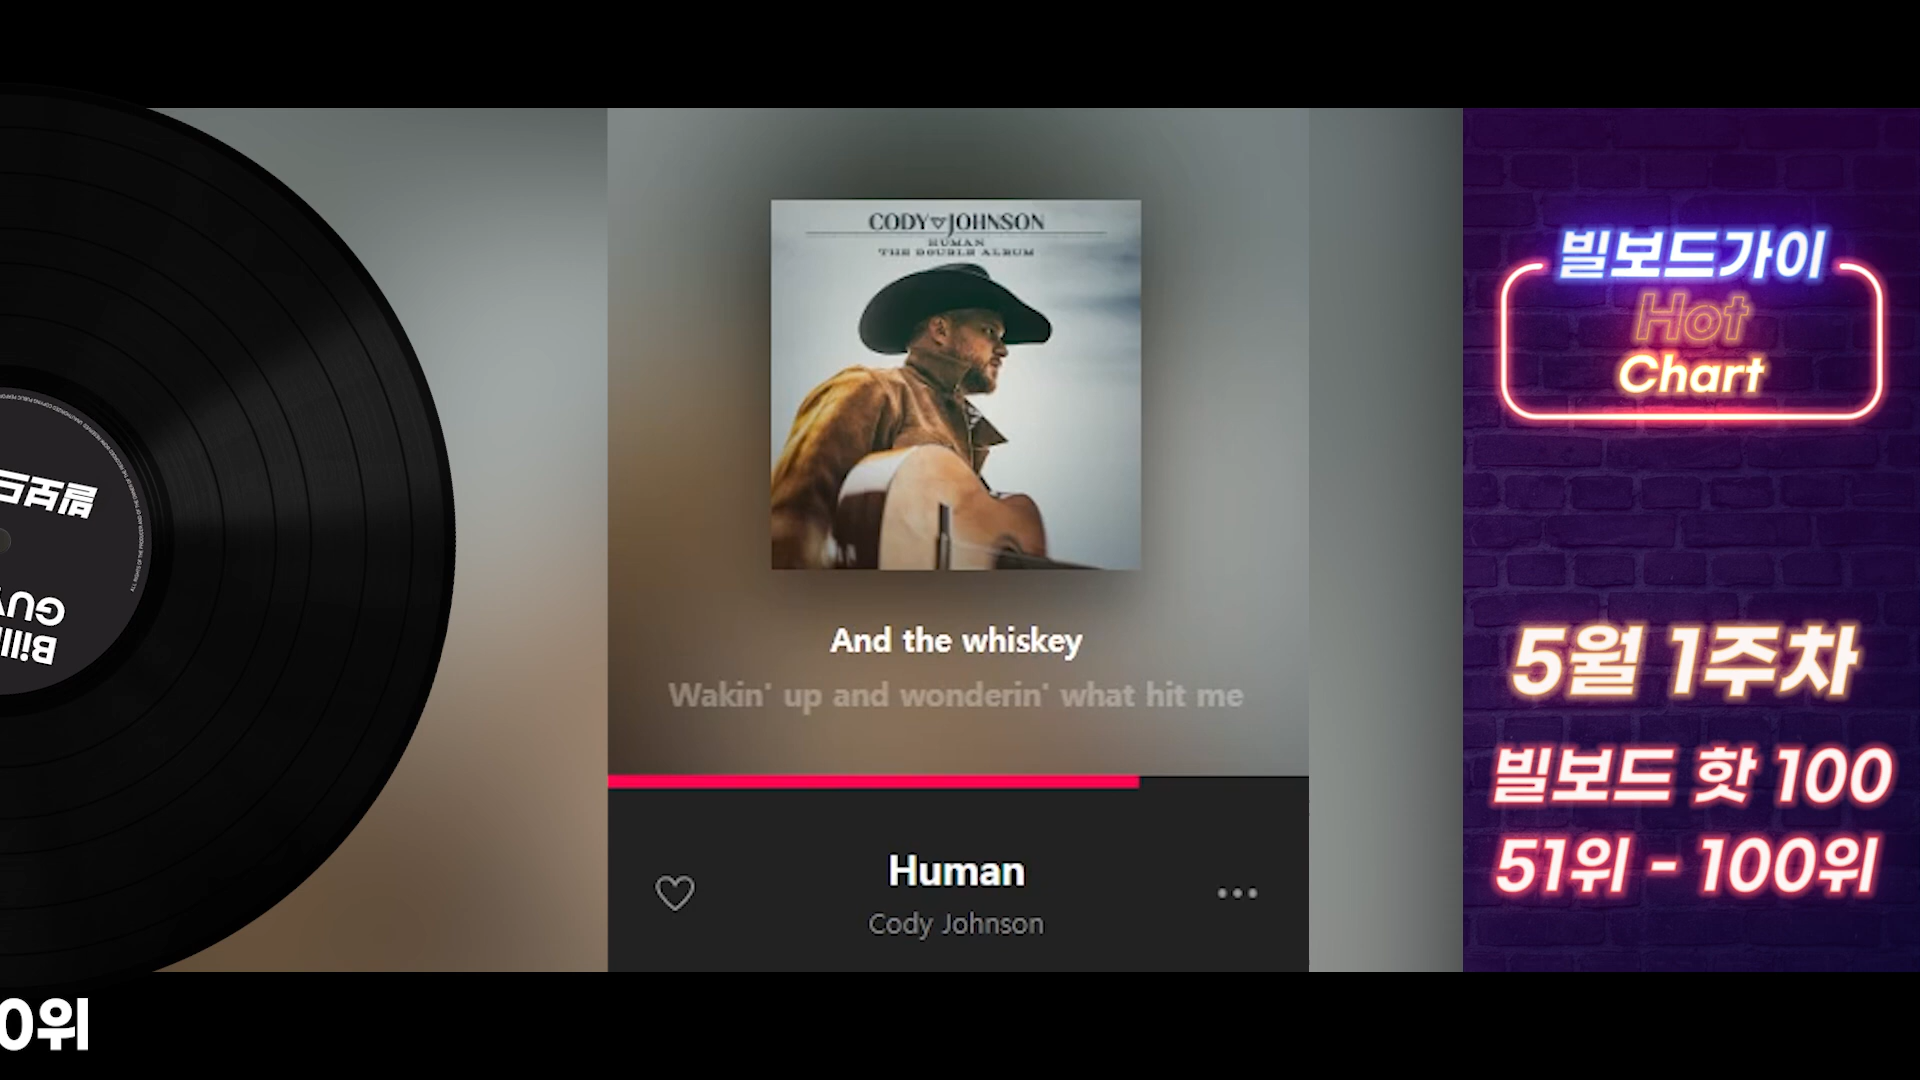 CODY JOHNSON
HUMAN
THE DOUBLE ALBUM
And the whiskey
Wakin' up and wonderin' what hit me
Human
Cody Johnson
빌보드가이
Hot
Chart
5월 1주차
빌보드 핫 100
51위 - 100위
0위